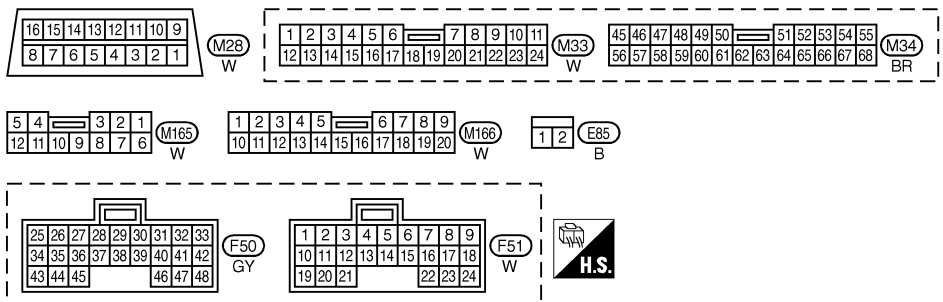 16 15 14 13 12 11 10 9
8 7 6 5 4 3 2 1
M28
W
1 2 3 4 5 6 7 8 9 10 11
12 13 14 15 16 17 18 19 20 21 22 23 24
M33
W
45 46 47 48 49 50 51 52 53 54 55
56 57 58 59 60 61 62 63 64 65 66 67 68
M34
BR
5 4 3 2 1
12 11 10 9 8 7 6
M165
W
1 2 3 4 5 6 7 8 9
10 11 12 13 14 15 16 17 18 19 20
M166
W
1 2
E85
B
25 26 27 28 29 30 31 32 33
34 35 36 37 38 39 40 41 42
43 44 45 46 47 48
F50
GY
1 2 3 4 5 6 7 8 9
10 11 12 13 14 15 16 17 18
19 20 21 22 23 24
F51
W
H.S.